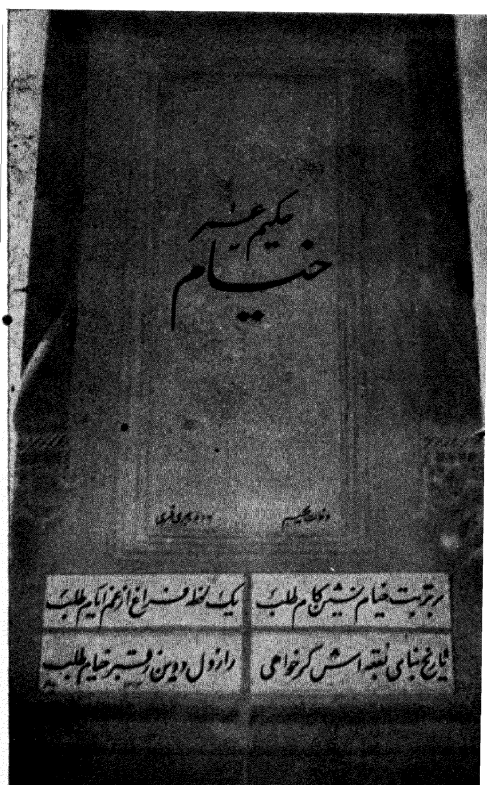 حکیم عمر
خیام
وفات حکیم ه هجری قمری
بر تربت خیام نشین و کام طلب یک لحظه فراغ از غم ایام طلب
تاریخ بنای بقعه اش گر خواهی راز دل و دین ز قبر خیام طلب